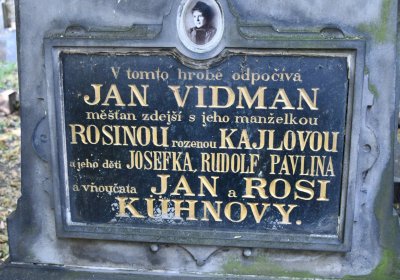 V tomto hrobě odpočívá
JAN VIDMAN
měšťan zdejší s jeho manželkou
ROSINOU rozenou KAJLOVOU
a jeho děti JOSEFKA, RUDOLF, PAVLINA
a vnoučata JAN a ROSI
KÜHNOVY.